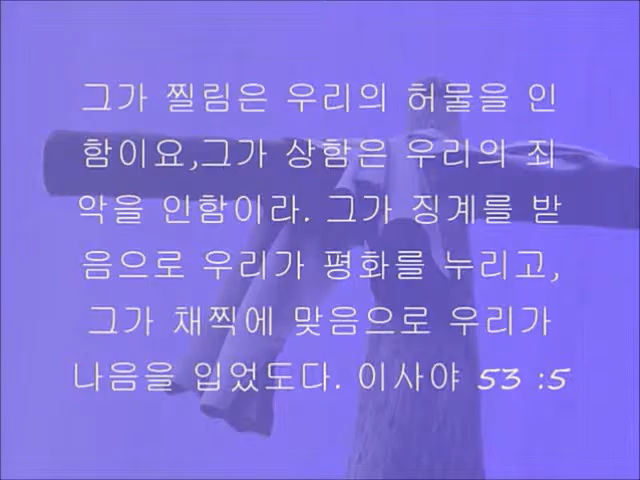 그가 찔림은 우리의 허물을 인
함이요,그가 상함은 우리의 죄
악을 인함이라. 그가 징계를 받
음으로 우리가 평화를 누리고,
그가 채찍에 맞음으로 우리가
나음을 입었도다. 이사야 53 :5